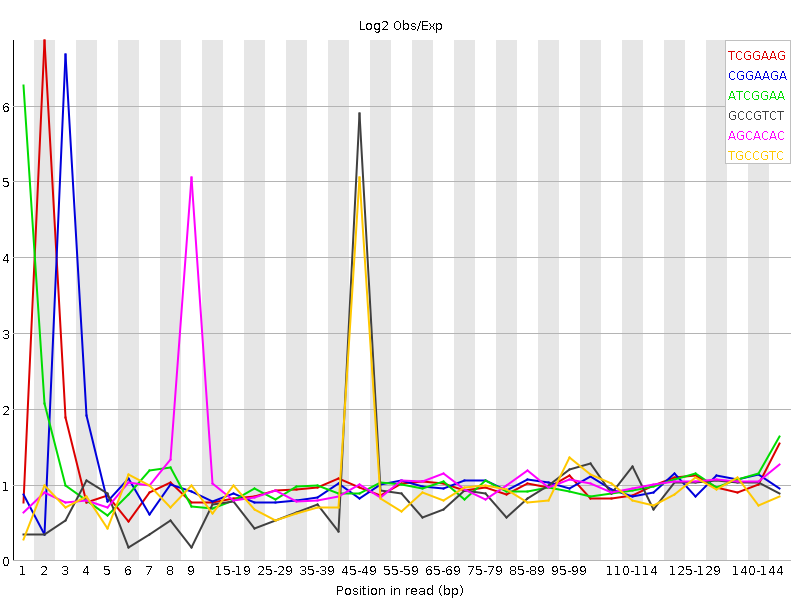 Log2 Obs/Exp
TCGGAAG
CGGAAGA
ATCGGAA
GCCGTCT
AGCACAC
TGCCGTC
6
5
4
3
2
1
0
1 2 3 4 5 6 7 8 9 15-19 25-29 35-39 45-49 55-59 65-69 75-79 85-89 95-99 110-114 125-129 140-144
Position in read (bp)